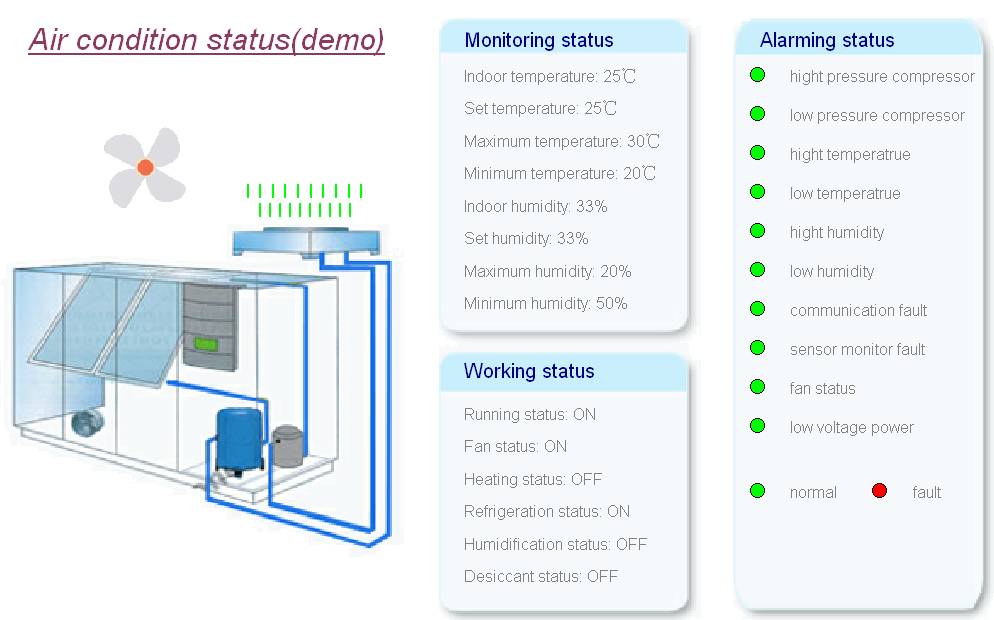 Air condition status(demo)
Monitoring status
Indoor temperature: 25℃
Set temperature: 25℃
Maximum temperature: 30℃
Minimum temperature: 20℃
Indoor humidity: 33%
Set humidity: 33%
Maximum humidity: 20%
Minimum humidity: 50%
Working status
Running status: ON
Fan status: ON
Heating status: OFF
Refrigeration status: ON
Humidification status: OFF
Desiccant status: OFF
Alarming status
hight pressure compressor
low pressure compressor
hight temperatrue
low temperatrue
hight humidity
low humidity
communication fault
sensor monitor fault
fan status
low voltage power
normal fault